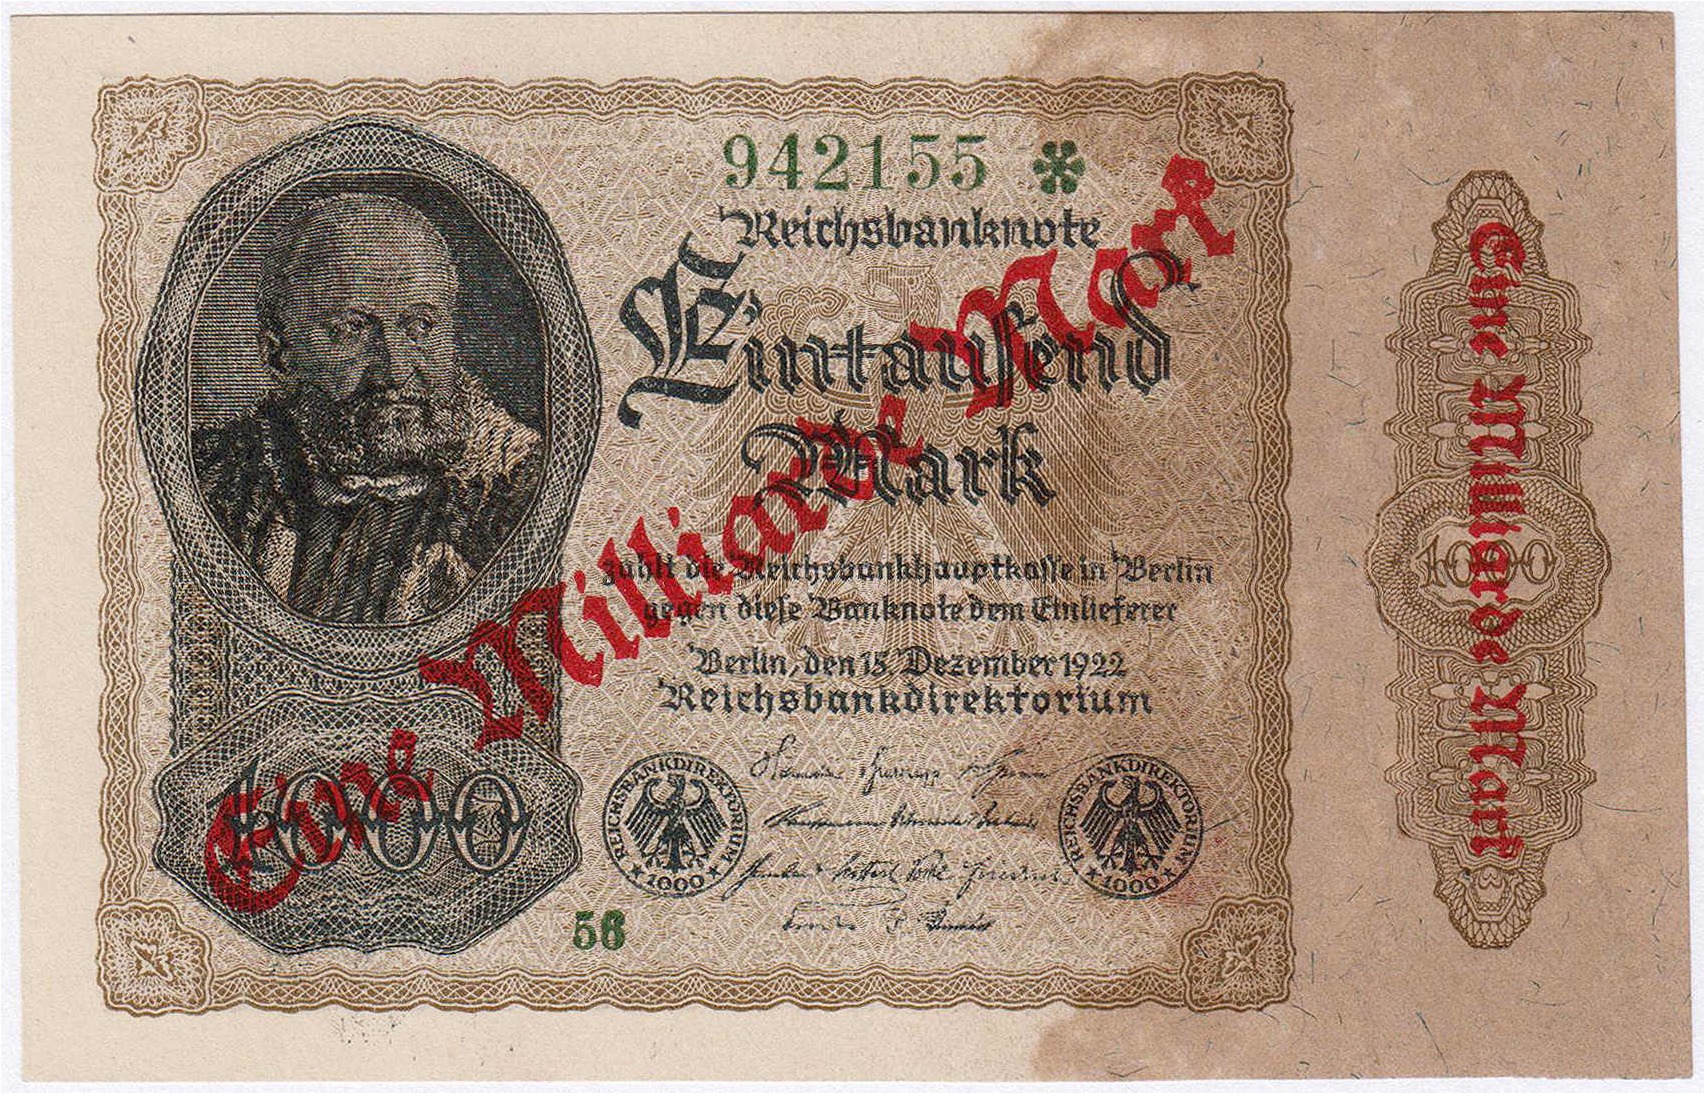 942155 *
Reichsbanknote
Eintausend
Mark
zahlt die Reichsbankhauptkasse in Berlin
gegen diese Banknote dem Einlieferer
Berlin, den 15. Dezember 1922
Reichsbankdirektorium
Eine Milliarde Mark
1000
REICHSBANKDIREKTORIUM
★ 1000 ★
REICHSBANKDIREKTORIUM
★ 1000 ★
56
Eine Milliarde Mark
1000